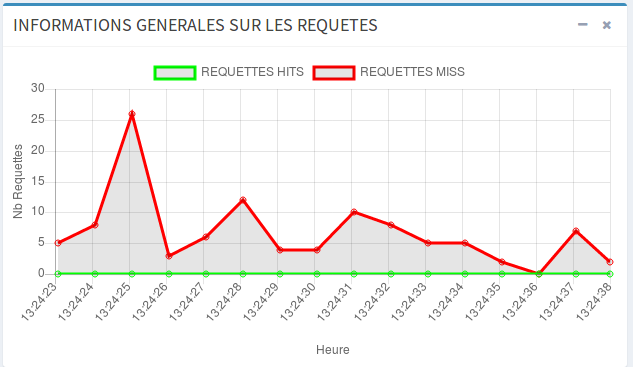 INFORMATIONS GENERALES SUR LES REQUETES
REQUETTES HITS REQUETTES MISS
30
25
20
15
10
5
0
Nb Requettes
13:24:23 13:24:24 13:24:25 13:24:26 13:24:27 13:24:28 13:24:29 13:24:30 13:24:31 13:24:32 13:24:33 13:24:34 13:24:35 13:24:36 13:24:37 13:24:38
Heure